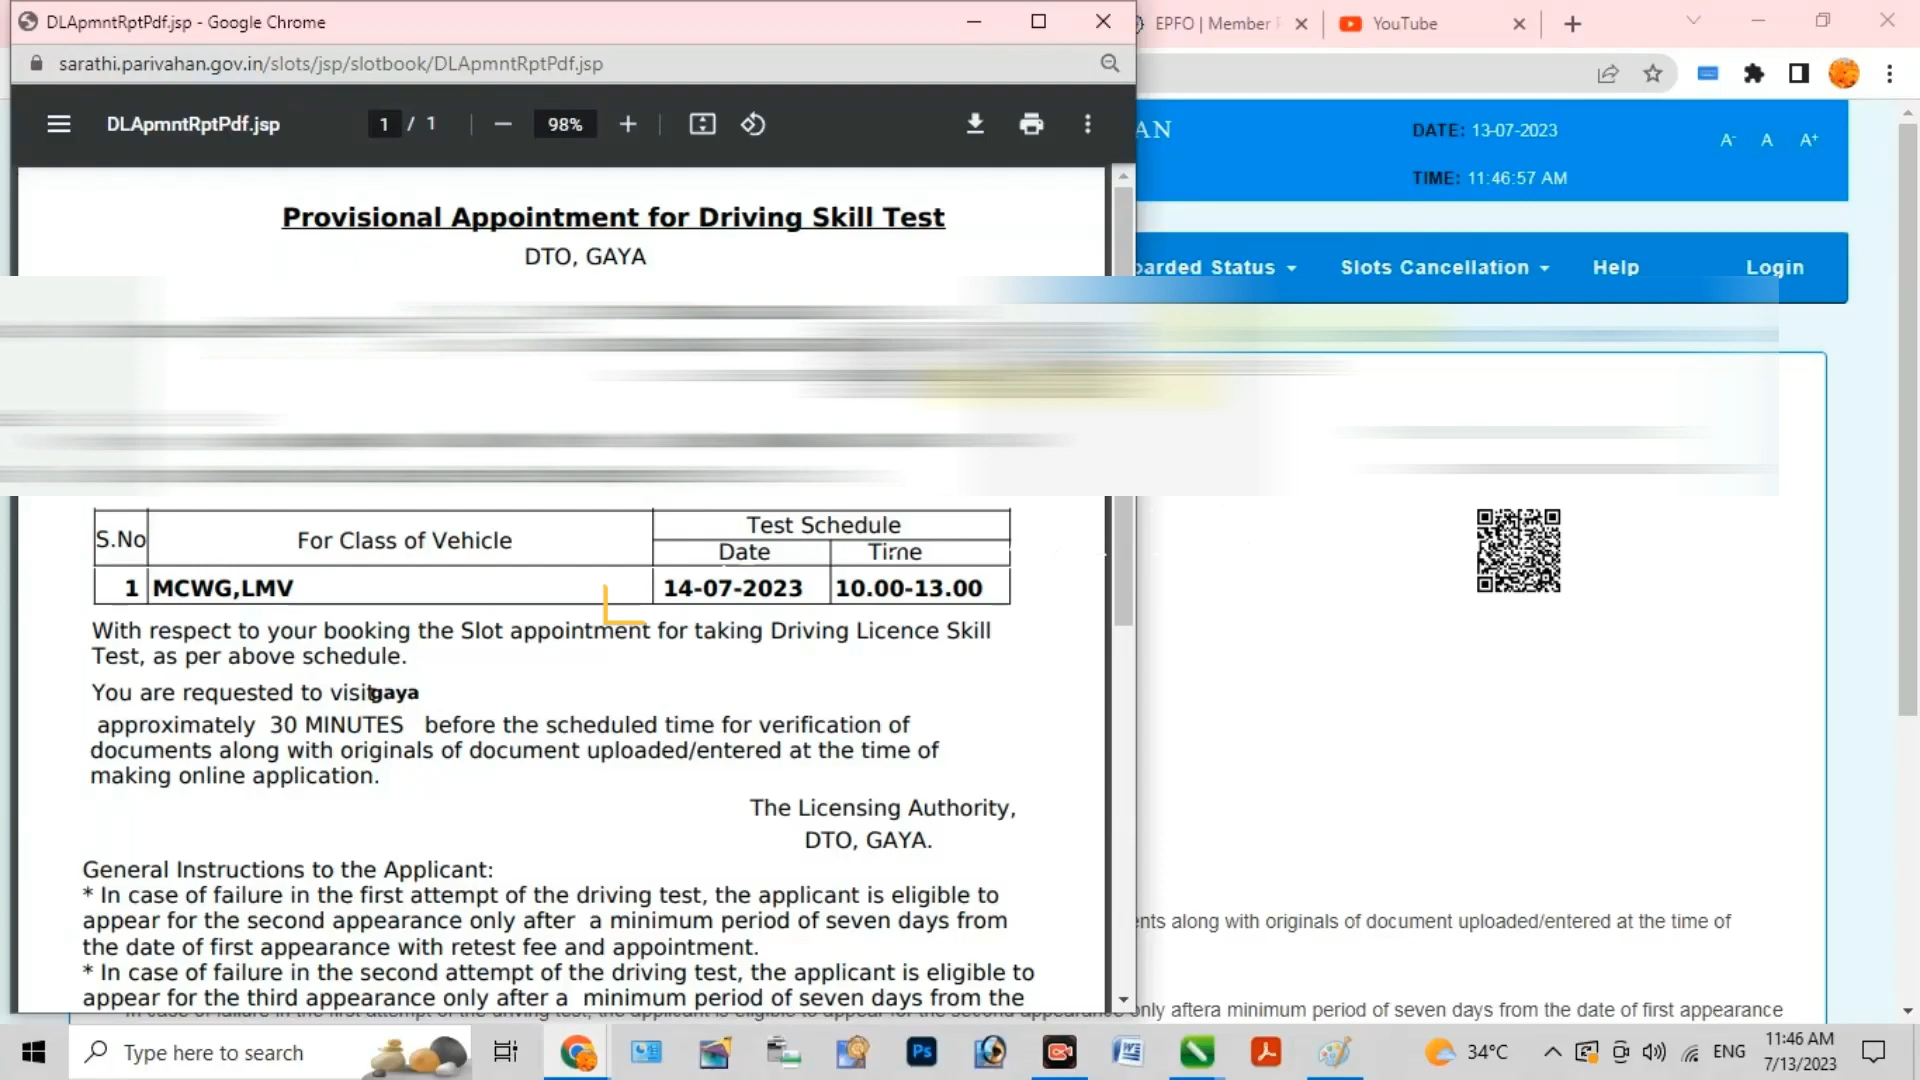 DLApmntRptPdf.jsp - Google Chrome
EPFO | Member
YouTube
sarathi.parivahan.gov.in/slots/jsp/slotbook/DLApmntRptPdf.jsp
DLApmntRptPdf.jsp
1 / 1
98%
AN
DATE: 13-07-2023
A- A A+
TIME: 11:46:57 AM
Provisional Appointment for Driving Skill Test
DTO, GAYA
Status
Slots Cancellation
Help
Login
S.No
For Class of Vehicle
Test Schedule
Date
Time
1
MCWG,LMV
14-07-2023
10.00-13.00
With respect to your booking the Slot appointment for taking Driving Licence Skill
Test, as per above schedule.
You are requested to visit gaya
approximately 30 MINUTES before the scheduled time for verification of
documents along with originals of document uploaded/entered at the time of
making online application.
The Licensing Authority,
DTO, GAYA.
General Instructions to the Applicant:
* In case of failure in the first attempt of the driving test, the applicant is eligible to
appear for the second appearance only after a minimum period of seven days from
the date of first appearance with retest fee and appointment.
* In case of failure in the second attempt of the driving test, the applicant is eligible to
appear for the third appearance only after a minimum period of seven days from the
along with originals of document uploaded/entered at the time of
only aftera minimum period of seven days from the date of first appearance
Type here to search
Ps
34°C
ENG
11:46 AM
7/13/2023